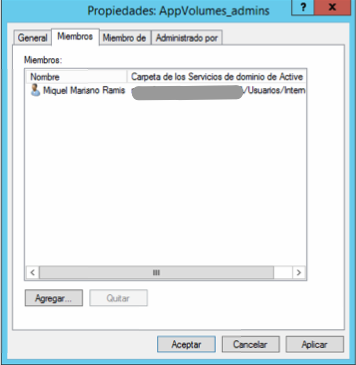 Propiedades: AppVolumes_admins
? x
General Miembros Miembro de Administrado por
Miembros:
Nombre Carpeta de los Servicios de dominio de Active
Miquel Mariano Ramis /Usuarios/Intern
Agregar... Quitar
Aceptar Cancelar Aplicar